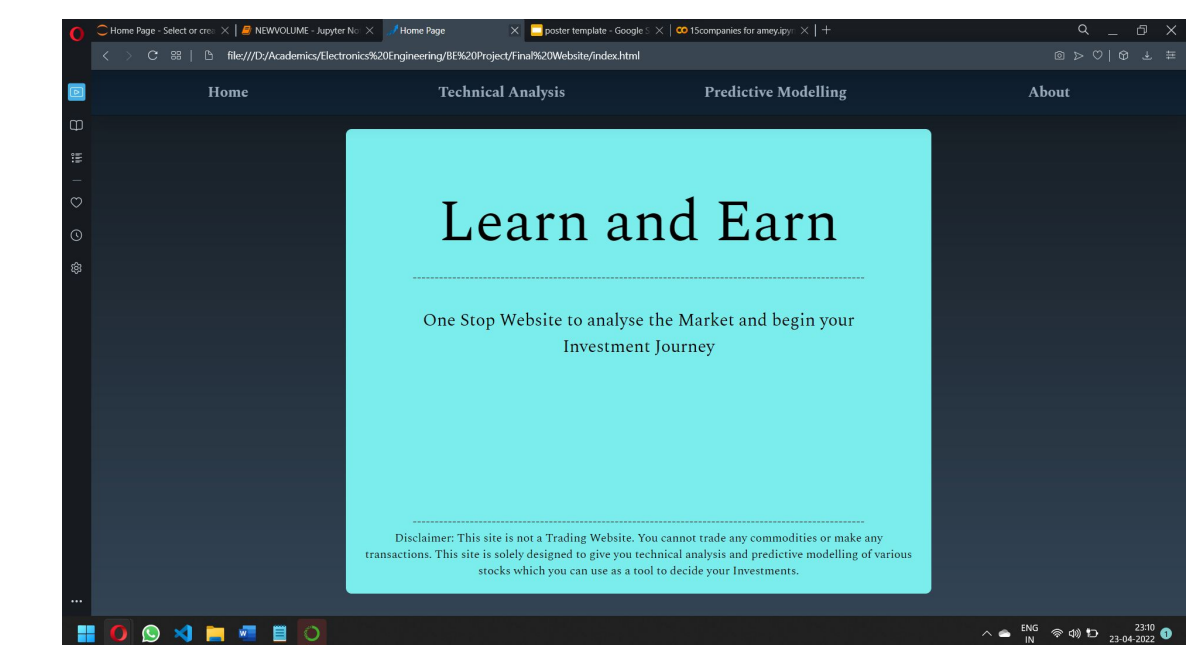 Home Page - Select or crea
NEWVOLUME - Jupyter No
Home Page
poster template - Google S
15companies for amey.ipyn
file:///D:/Academics/Electronics%20Engineering/BE%20Project/Final%20Website/index.html
Home Technical Analysis Predictive Modelling About
Learn and Earn
One Stop Website to analyse the Market and begin your
Investment Journey
Disclaimer: This site is not a Trading Website. You cannot trade any commodities or make any
transactions. This site is solely designed to give you technical analysis and predictive modelling of various
stocks which you can use as a tool to decide your Investments.
ENG
IN
23:10
23-04-2022
1